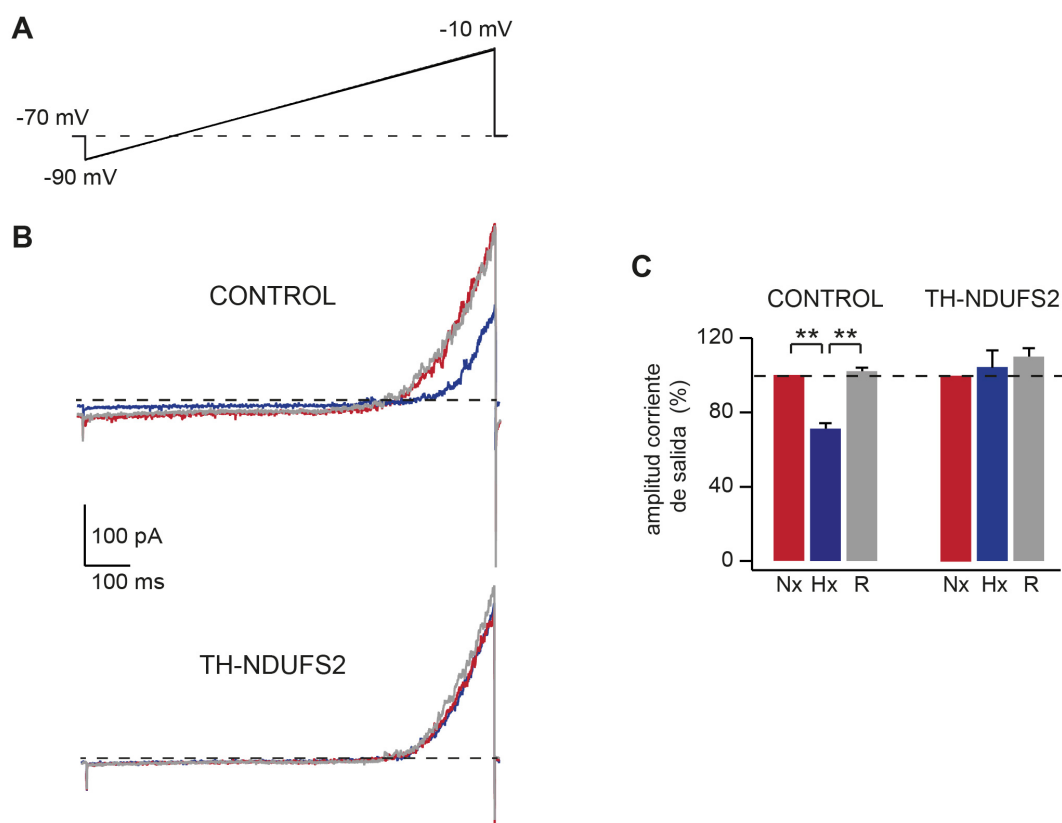 A
-10 mV
-70 mV
-90 mV
B
CONTROL
100 pA
100 ms
TH-NDUFS2
C
CONTROL TH-NDUFS2
** **
120
80
40
0
amplitud corriente
de salida (%)
Nx Hx R Nx Hx R